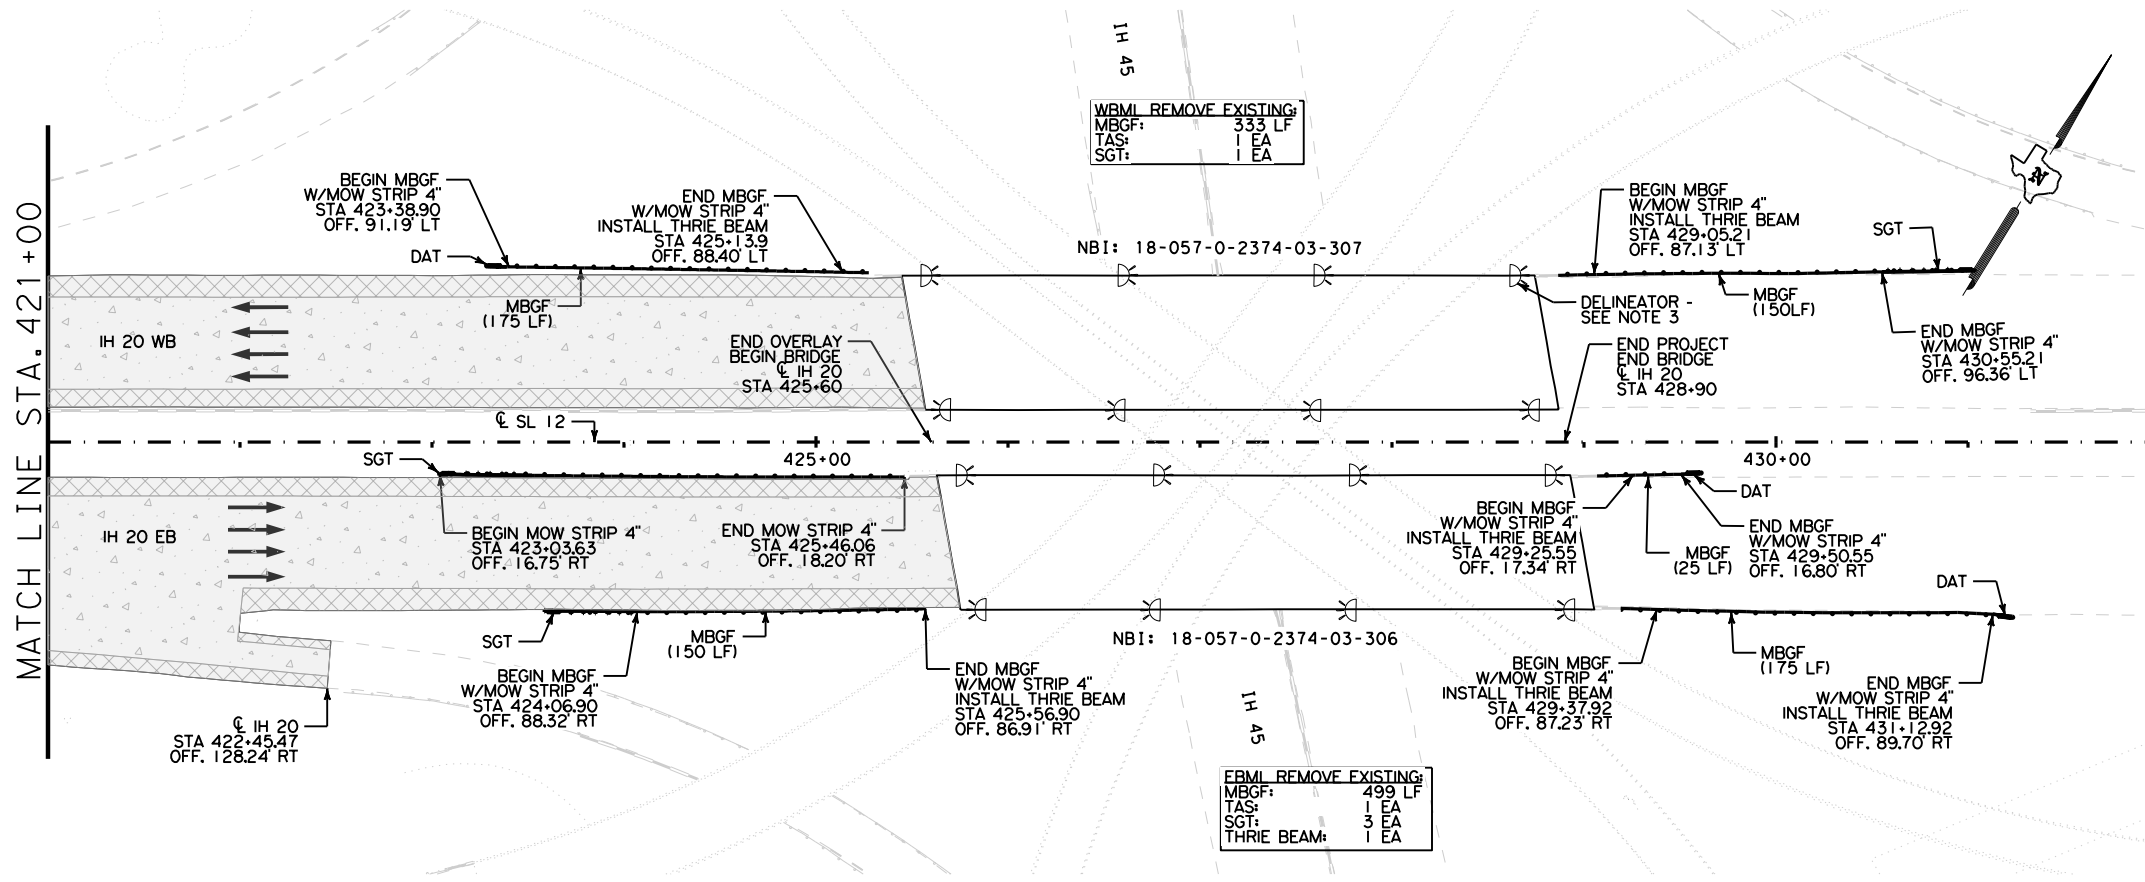 MATCH LINE STA. 421+00
IH 45
WBML REMOVE EXISTING:
MBGF: 333 LF
TAS: 1 EA
SGT: 1 EA
N
BEGIN MBGF
W/MOW STRIP 4"
STA 423+38.90
OFF. 91.19' LT
DAT
END MBGF
W/MOW STRIP 4"
INSTALL THRIE BEAM
STA 425+13.9
OFF. 88.40' LT
MBGF
(175 LF)
NBI: 18-057-0-2374-03-307
BEGIN MBGF
W/MOW STRIP 4"
INSTALL THRIE BEAM
STA 429+05.21
OFF. 87.13' LT
SGT
MBGF
(150LF)
DELINEATOR -
SEE NOTE 3
END MBGF
W/MOW STRIP 4"
STA 430+55.21
OFF. 96.36' LT
IH 20 WB
END OVERLAY
BEGIN BRIDGE
℄ IH 20
STA 425+60
END PROJECT
END BRIDGE
℄ IH 20
STA 428+90
℄ SL 12
425+00
430+00
SGT
IH 20 EB
BEGIN MOW STRIP 4"
STA 423+03.63
OFF. 16.75' RT
END MOW STRIP 4"
STA 425+46.06
OFF. 18.20' RT
BEGIN MBGF
W/MOW STRIP 4"
INSTALL THRIE BEAM
STA 429+25.55
OFF. 17.34' RT
MBGF
(25 LF)
DAT
END MBGF
W/MOW STRIP 4"
STA 429+50.55
OFF. 16.80' RT
DAT
SGT
MBGF
(150 LF)
NBI: 18-057-0-2374-03-306
BEGIN MBGF
W/MOW STRIP 4"
STA 424+06.90
OFF. 88.32' RT
END MBGF
W/MOW STRIP 4"
INSTALL THRIE BEAM
STA 425+56.90
OFF. 86.91' RT
BEGIN MBGF
W/MOW STRIP 4"
INSTALL THRIE BEAM
STA 429+37.92
OFF. 87.23' RT
MBGF
(175 LF)
END MBGF
W/MOW STRIP 4"
INSTALL THRIE BEAM
STA 431+12.92
OFF. 89.70' RT
℄ IH 20
STA 422+45.47
OFF. 128.24' RT
IH 45
EBML REMOVE EXISTING:
MBGF: 499 LF
TAS: 1 EA
SGT: 3 EA
THRIE BEAM: 1 EA